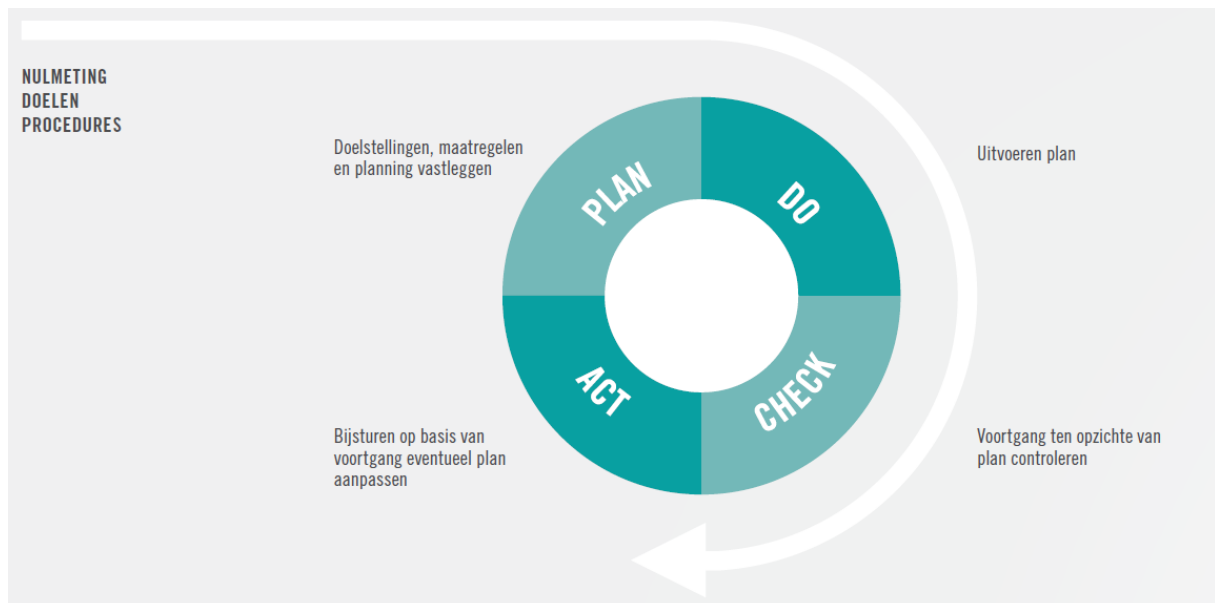 NULMETING
DOELEN
PROCEDURES
Doelstellingen, maatregelen
en planning vastleggen
PLAN
DO
Uitvoeren plan
ACT
CHECK
Bijsturen op basis van
voortgang eventueel plan
aanpassen
Voortgang ten opzichte van
plan controleren